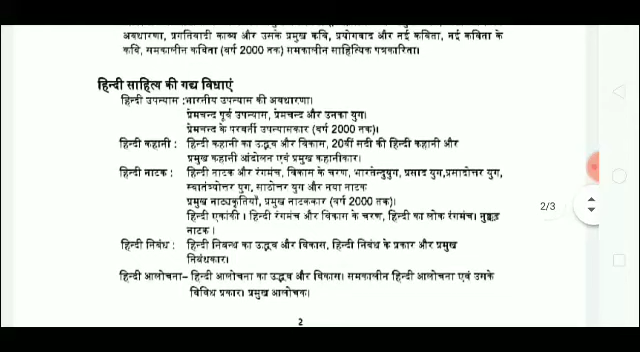 अवधारणा, प्रगतिवादी काव्य और उसके प्रमुख कवि, प्रयोगवाद और नई कविता, नई कविता के
कवि, समकालीन कविता (वर्ष 2000 तक) समकालीन साहित्यिक पत्रकारिता।
हिन्दी साहित्य की गद्य विधाएं
हिन्दी उपन्यास :भारतीय उपन्यास की अवधारणा।
प्रेमचन्द पूर्व उपन्यास, प्रेमचन्द और उनका युग।
प्रेमचन्द के परवर्ती उपन्यासकार (वर्ष 2000 तक)।
हिन्दी कहानी : हिन्दी कहानी का उद्भव और विकास, 20वीं सदी की हिन्दी कहानी और
प्रमुख कहानी आंदोलन एवं प्रमुख कहानीकार।
हिन्दी नाटक : हिन्दी नाटक और रंगमंच, विकास के चरण, भारतेन्दुयुग, प्रसाद युग,प्रसादोत्तर युग,
स्वातंत्र्योत्तर युग, साठोत्तर युग और नया नाटक
प्रमुख नाट्यकृतियाँ, प्रमुख नाटककार (वर्ष 2000 तक)।
हिन्दी एकांकी। हिन्दी रंगमंच और विकास के चरण, हिन्दी का लोक रंगमंच। नुक्कड़
नाटक।
2/3
हिन्दी निबंध : हिन्दी निबन्ध का उद्भव और विकास, हिन्दी निबंध के प्रकार और प्रमुख
निबंधकार।
हिन्दी आलोचना– हिन्दी आलोचना का उद्भव और विकास। समकालीन हिन्दी आलोचना एवं उसके
विविध प्रकार। प्रमुख आलोचक।
2